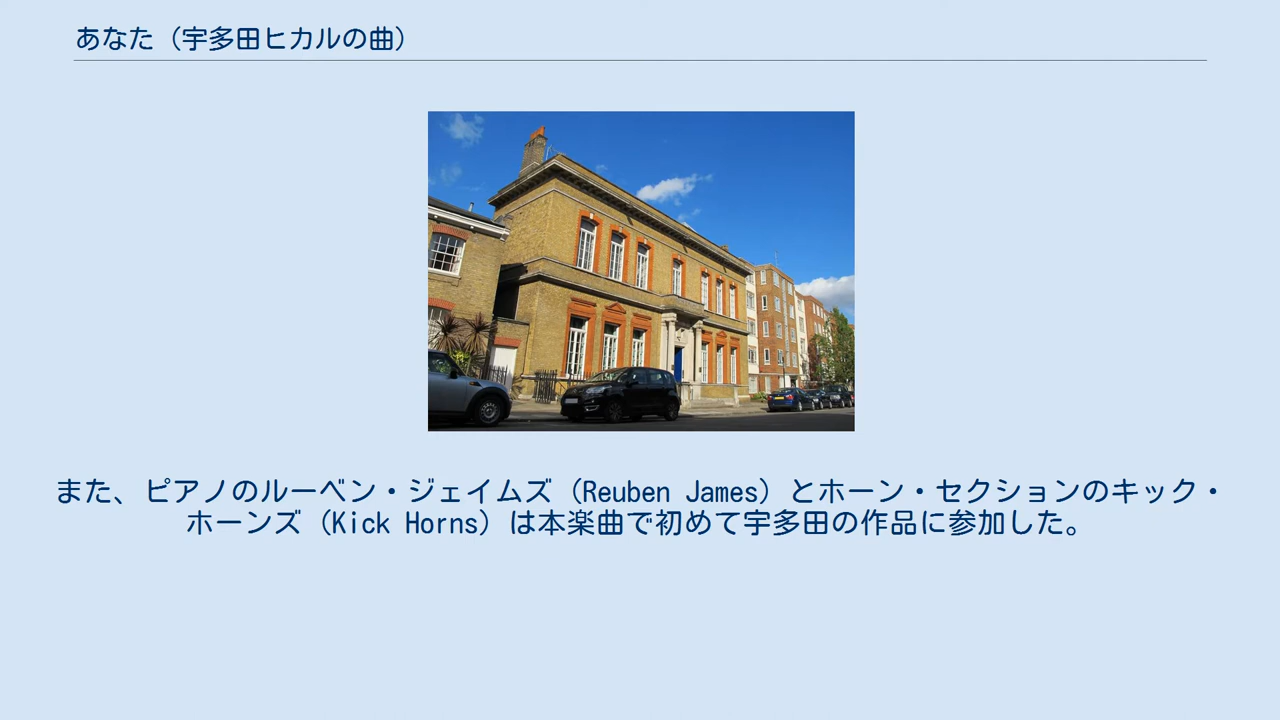 あなた（宇多田ヒカルの曲）
また、ピアノのルーベン・ジェイムズ（Reuben James）とホーン・セクションのキック・
ホーンズ（Kick Horns）は本楽曲で初めて宇多田の作品に参加した。